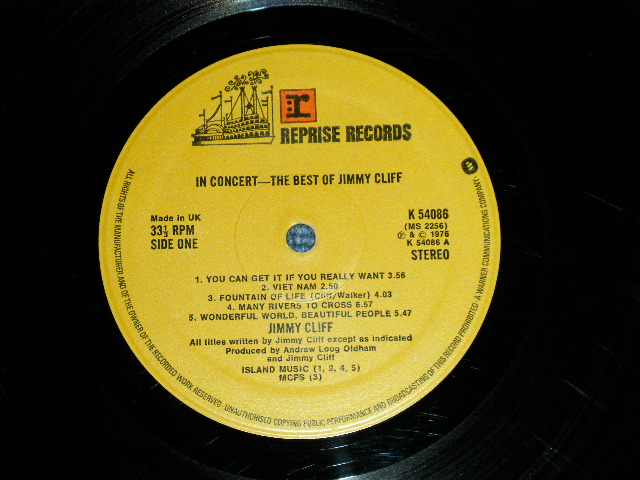 r
REPRISE RECORDS
IN CONCERT—THE BEST OF JIMMY CLIFF
Made in UK
33⅓ RPM
SIDE ONE
K 54086
(MS 2256)
℗ & © 1976
K 54086 A
STEREO
1. YOU CAN GET IT IF YOU REALLY WANT 3.56
2. VIET NAM 2.50
3. FOUNTAIN OF LIFE (Cliff/Walker) 4.03
4. MANY RIVERS TO CROSS 6.57
5. WONDERFUL WORLD, BEAUTIFUL PEOPLE 5.47
JIMMY CLIFF
All titles written by Jimmy Cliff except as indicated
Produced by Andrew Loog Oldham
and Jimmy Cliff
ISLAND MUSIC (1, 2, 4, 5)
MCPS (3)
ALL RIGHTS OF THE MANUFACTURER AND OF THE OWNER OF THE RECORDED WORK RESERVED · UNAUTHORISED COPYING PUBLIC PERFORMANCE AND BROADCASTING OF THIS RECORD PROHIBITED · A WARNER COMMUNICATIONS COMPANY ·